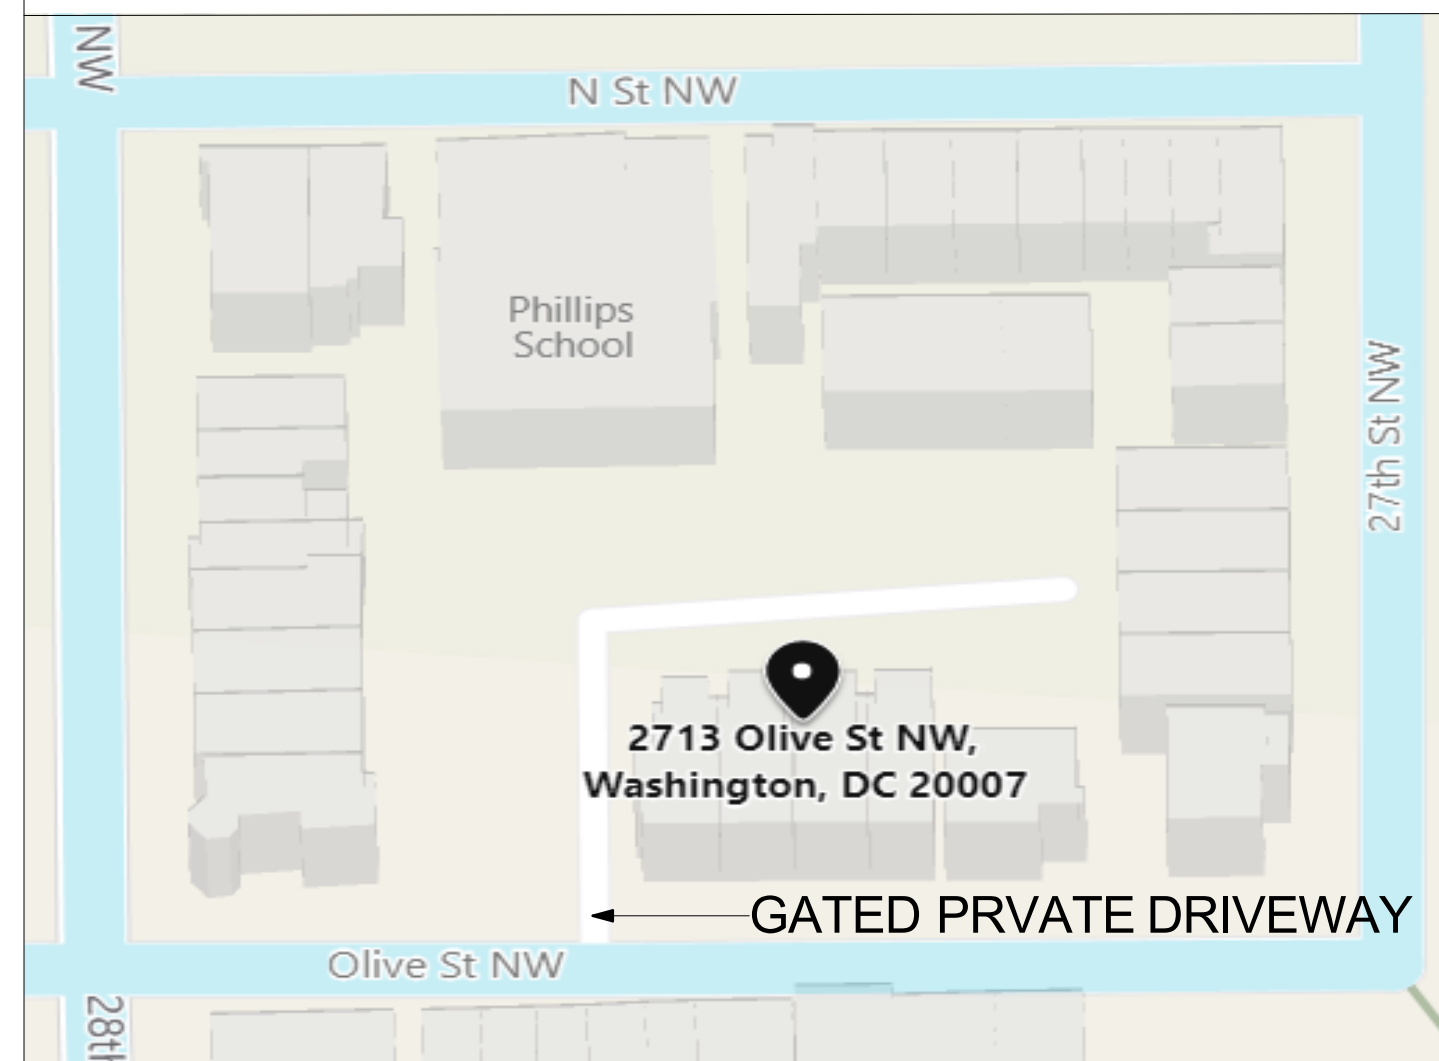 NW
N St NW
Phillips
School
27th St NW
2713 Olive St NW,
Washington, DC 20007
GATED PRVATE DRIVEWAY
Olive St NW
28th